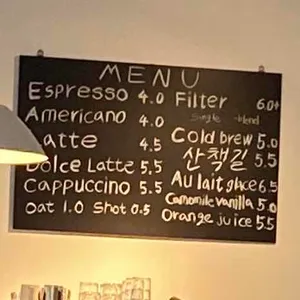 MENU
Espresso 4.0
Americano 4.0
atte 4.5
Dolce Latte 5.5
Cappuccino 5.5
Oat 1.0 Shot 0.5
Filter 6.0+
Single blend
Cold brew 5.0
산책길 5.5
Au lait glace 6.5
Camomile vanilla 5.0
Orange juice 5.5